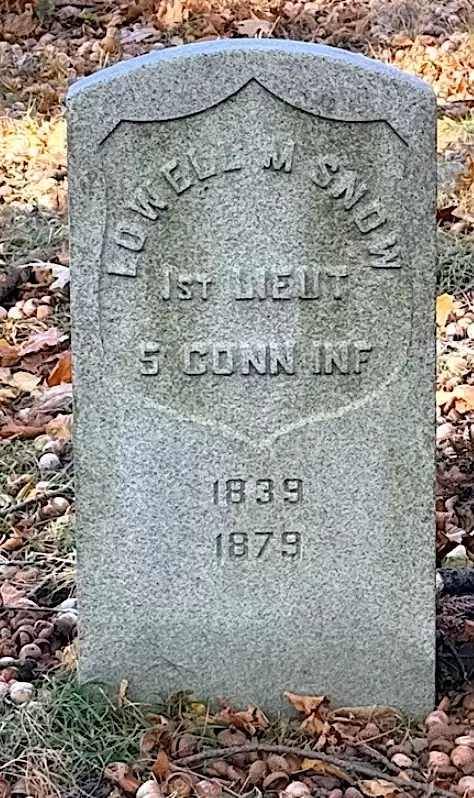 LOWELL M SNOW
1ST LIEUT
5 CONN INF
1839
1879